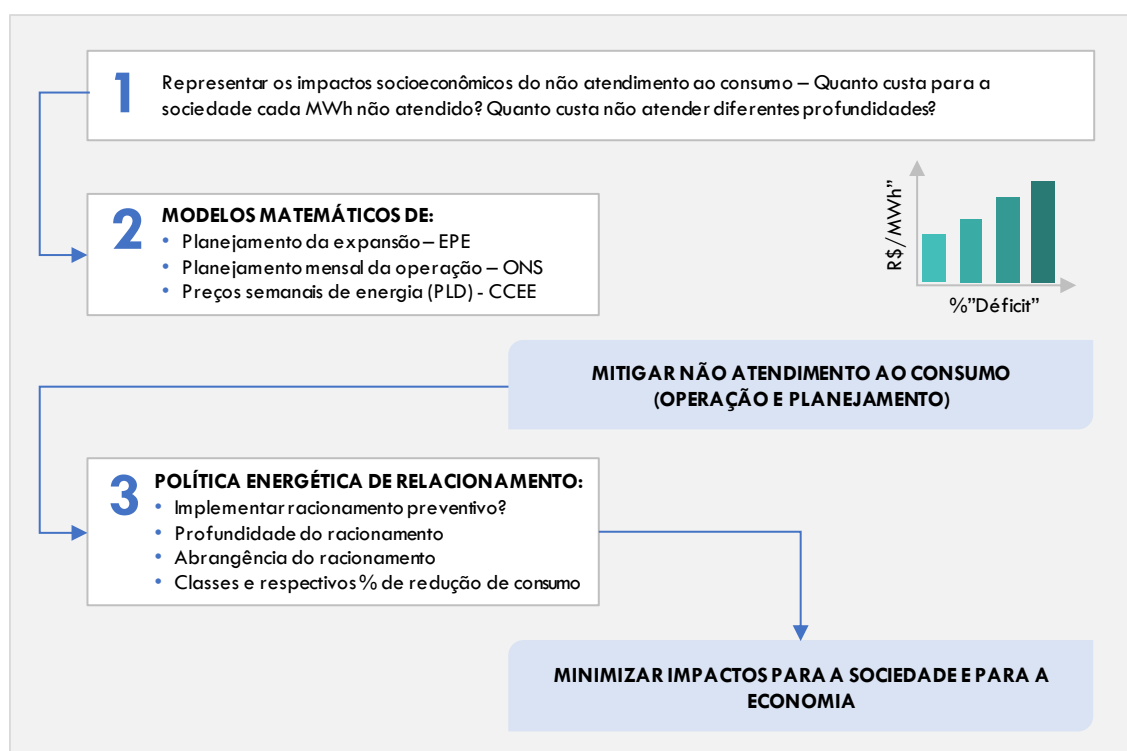 1
Representar os impactos socioeconômicos do não atendimento ao consumo – Quanto custa para a
sociedade cada MWh não atendido? Quanto custa não atender diferentes profundidades?
2
MODELOS MATEMÁTICOS DE:
• Planejamento da expansão – EPE
• Planejamento mensal da operação – ONS
• Preços semanais de energia (PLD) - CCEE
R$/MWh”
%”Déficit”
MITIGAR NÃO ATENDIMENTO AO CONSUMO
(OPERAÇÃO E PLANEJAMENTO)
3
POLÍTICA ENERGÉTICA DE RELACIONAMENTO:
• Implementar racionamento preventivo?
• Profundidade do racionamento
• Abrangência do racionamento
• Classes e respectivos % de redução de consumo
MINIMIZAR IMPACTOS PARA A SOCIEDADE E PARA A
ECONOMIA